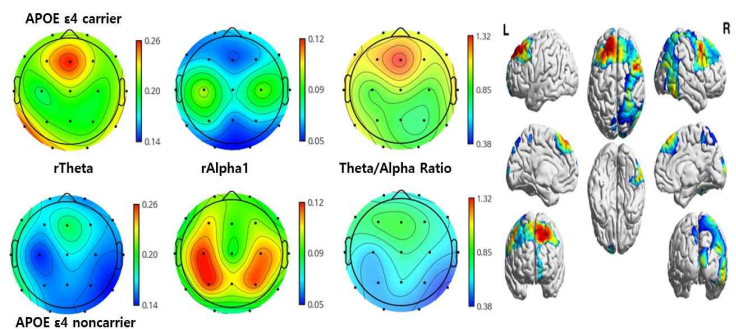 APOE ε4 carrier
0.26
0.20
0.14
0.12
0.09
0.05
1.32
0.85
0.38
L
R
rTheta
rAlpha1
Theta/Alpha Ratio
0.26
0.20
0.14
0.12
0.09
0.05
1.32
0.85
0.38
APOE ε4 noncarrier